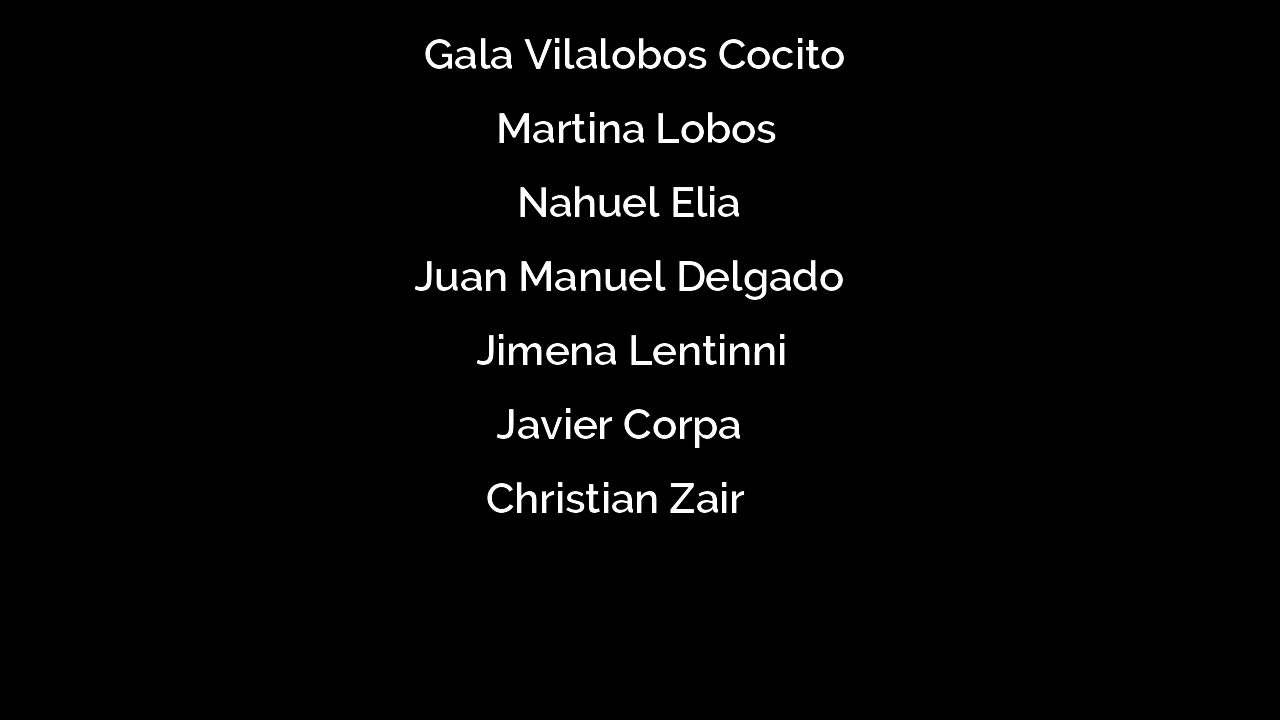 Gala Vilalobos Cocito
Martina Lobos
Nahuel Elia
Juan Manuel Delgado
Jimena Lentinni
Javier Corpa
Christian Zair